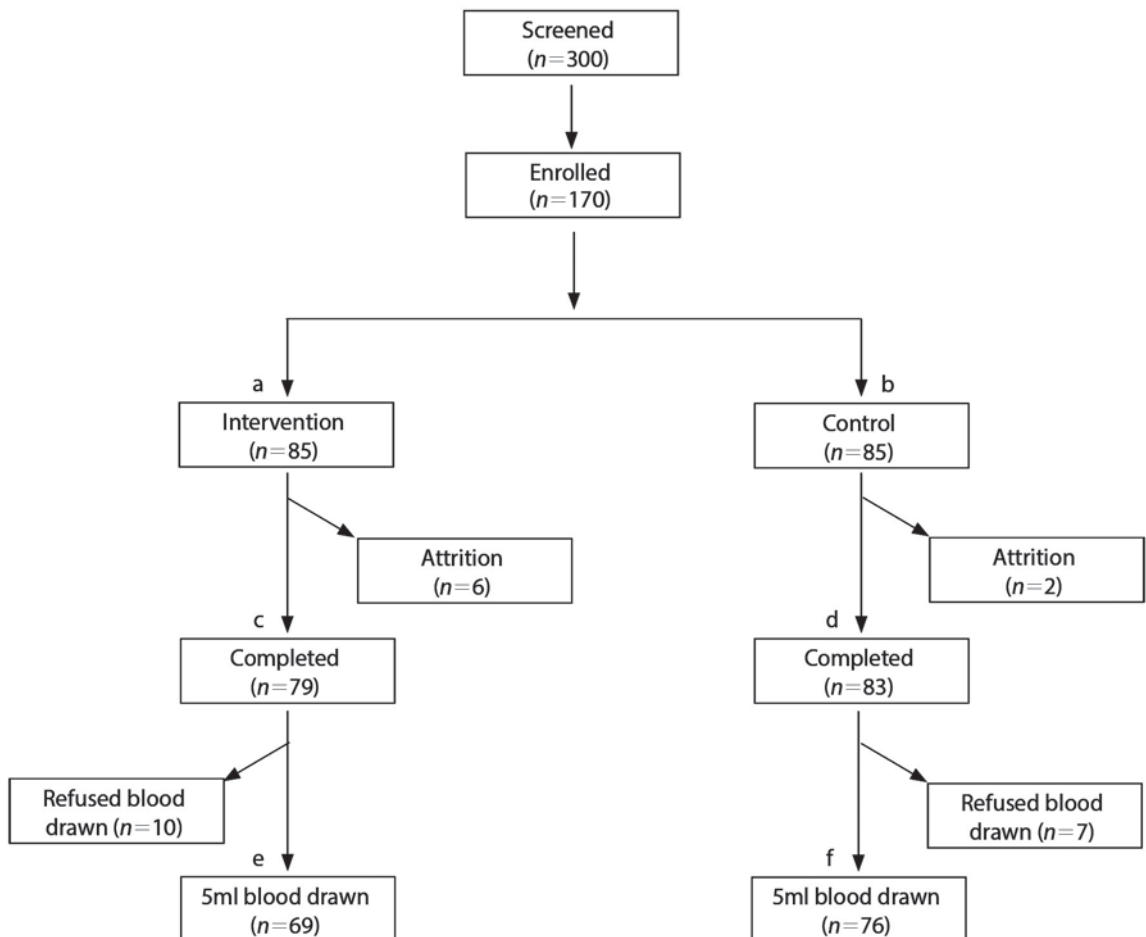 Screened
(n=300)
Enrolled
(n=170)
a
Intervention
(n=85)
b
Control
(n=85)
Attrition
(n=6)
Attrition
(n=2)
c
Completed
(n=79)
d
Completed
(n=83)
Refused blood
drawn (n=10)
Refused blood
drawn (n=7)
e
5ml blood drawn
(n=69)
f
5ml blood drawn
(n=76)